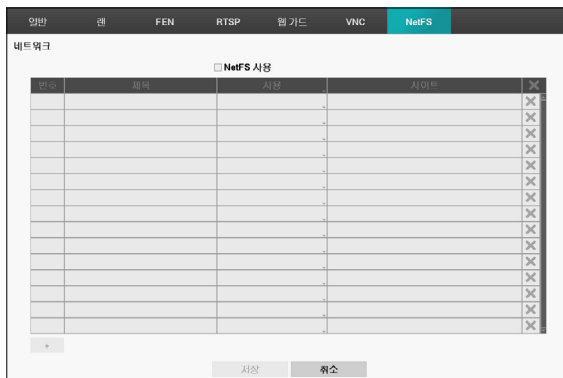 일반 랜 FEN RTSP 웹 가드 VNC NetFS
네트워크
NetFS 사용
번호 제목 사용 사이트
+
저장 취소